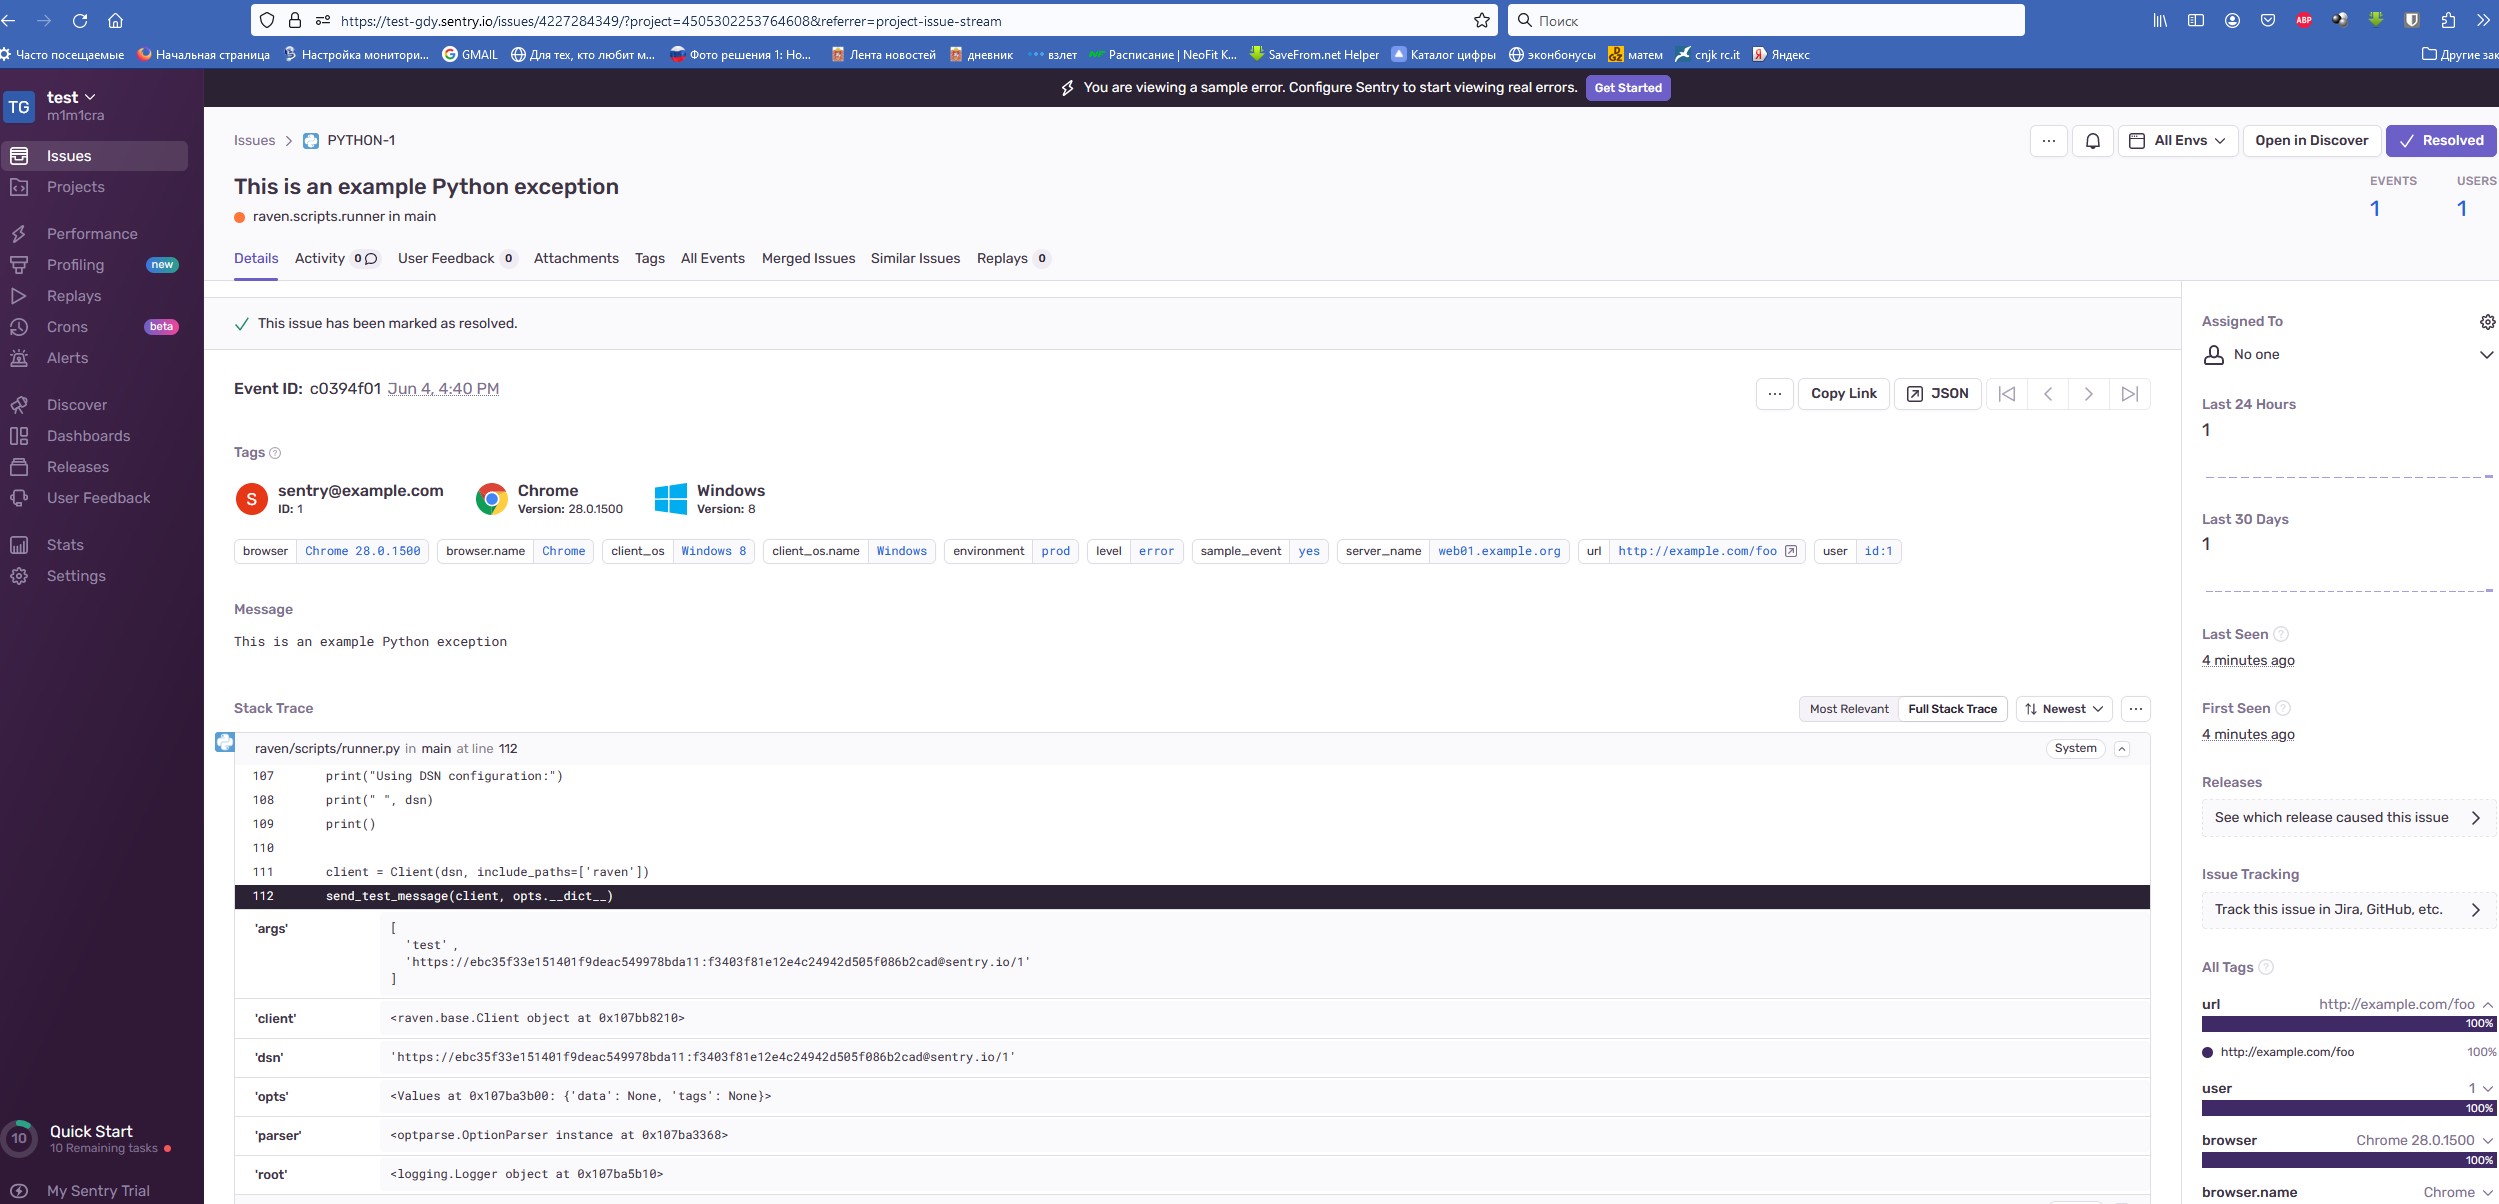 https://test-gdy.sentry.io/issues/4227284349/?project=4505302253764608&referrer=project-issue-stream
Поиск
ABP
Часто посещаемые
Начальная страница
Настройка монитори...
GMAIL
Для тех, кто любит м...
Фото решения 1: Но...
Лента новостей
дневник
взлет
Расписание | NeoFit K...
SaveFrom.net Helper
Каталог цифры
эконбонусы
матем
cnjk rc.it
Яндекс
Другие зак
TG
test
m1m1cra
You are viewing a sample error. Configure Sentry to start viewing real errors.
Get Started
Issues
Projects
Performance
Profiling
new
Replays
Crons
beta
Alerts
Discover
Dashboards
Releases
User Feedback
Stats
Settings
10
Quick Start
10 Remaining tasks
My Sentry Trial
Issues
PYTHON-1
All Envs
Open in Discover
Resolved
This is an example Python exception
raven.scripts.runner in main
EVENTS
1
USERS
1
Details
Activity 0
User Feedback 0
Attachments
Tags
All Events
Merged Issues
Similar Issues
Replays 0
This issue has been marked as resolved.
Event ID: c0394f01 Jun 4, 4:40 PM
Copy Link
JSON
Tags
S
sentry@example.com
ID: 1
Chrome
Version: 28.0.1500
Windows
Version: 8
browser Chrome 28.0.1500
browser.name Chrome
client_os Windows 8
client_os.name Windows
environment prod
level error
sample_event yes
server_name web01.example.org
url http://example.com/foo
user id:1
Message
This is an example Python exception
Stack Trace
Most Relevant
Full Stack Trace
Newest
raven/scripts/runner.py in main at line 112
System
107 print("Using DSN configuration:")
108 print(" ", dsn)
109 print()
110
111 client = Client(dsn, include_paths=['raven'])
112 send_test_message(client, opts.__dict__)
'args'
[
'test',
'https://ebc35f33e151401f9deac549978bda11:f3403f81e12e4c24942d505f086b2cad@sentry.io/1'
]
'client' <raven.base.Client object at 0x107bb8210>
'dsn' 'https://ebc35f33e151401f9deac549978bda11:f3403f81e12e4c24942d505f086b2cad@sentry.io/1'
'opts' <Values at 0x107ba3b00: {'data': None, 'tags': None}>
'parser' <optparse.OptionParser instance at 0x107ba3368>
'root' <logging.Logger object at 0x107ba5b10>
Assigned To
No one
Last 24 Hours
1
Last 30 Days
1
Last Seen
4 minutes ago
First Seen
4 minutes ago
Releases
See which release caused this issue
Issue Tracking
Track this issue in Jira, GitHub, etc.
All Tags
url http://example.com/foo
100%
http://example.com/foo 100%
user 1
100%
browser Chrome 28.0.1500
100%
browser.name Chrome